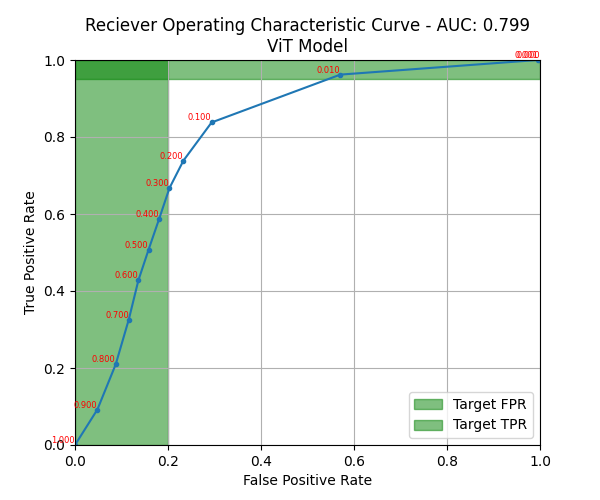 Reciever Operating Characteristic Curve - AUC: 0.799
ViT Model
True Positive Rate
1.0
0.8
0.6
0.4
0.2
0.0
0.000
0.010
0.100
0.200
0.300
0.400
0.500
0.600
0.700
0.800
0.900
1.000
Target FPR
Target TPR
0.0 0.2 0.4 0.6 0.8 1.0
False Positive Rate